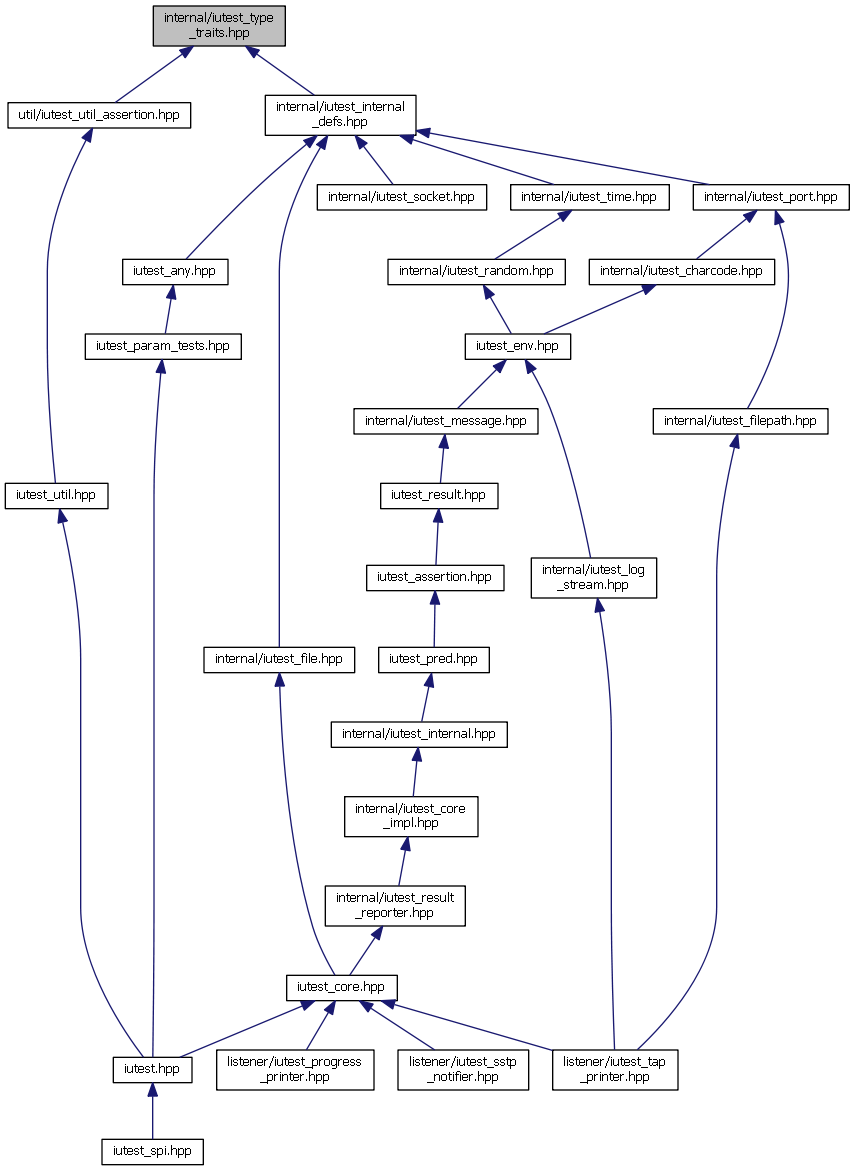 internal/iutest_type
_traits.hpp
util/iutest_util_assertion.hpp
internal/iutest_internal
_defs.hpp
internal/iutest_socket.hpp
internal/iutest_time.hpp
internal/iutest_port.hpp
iutest_any.hpp
internal/iutest_random.hpp
internal/iutest_charcode.hpp
iutest_param_tests.hpp
iutest_env.hpp
internal/iutest_message.hpp
internal/iutest_filepath.hpp
iutest_util.hpp
iutest_result.hpp
iutest_assertion.hpp
internal/iutest_log
_stream.hpp
internal/iutest_file.hpp
iutest_pred.hpp
internal/iutest_internal.hpp
internal/iutest_core
_impl.hpp
internal/iutest_result
_reporter.hpp
iutest_core.hpp
iutest.hpp
listener/iutest_progress
_printer.hpp
listener/iutest_sstp
_notifier.hpp
listener/iutest_tap
_printer.hpp
iutest_spi.hpp